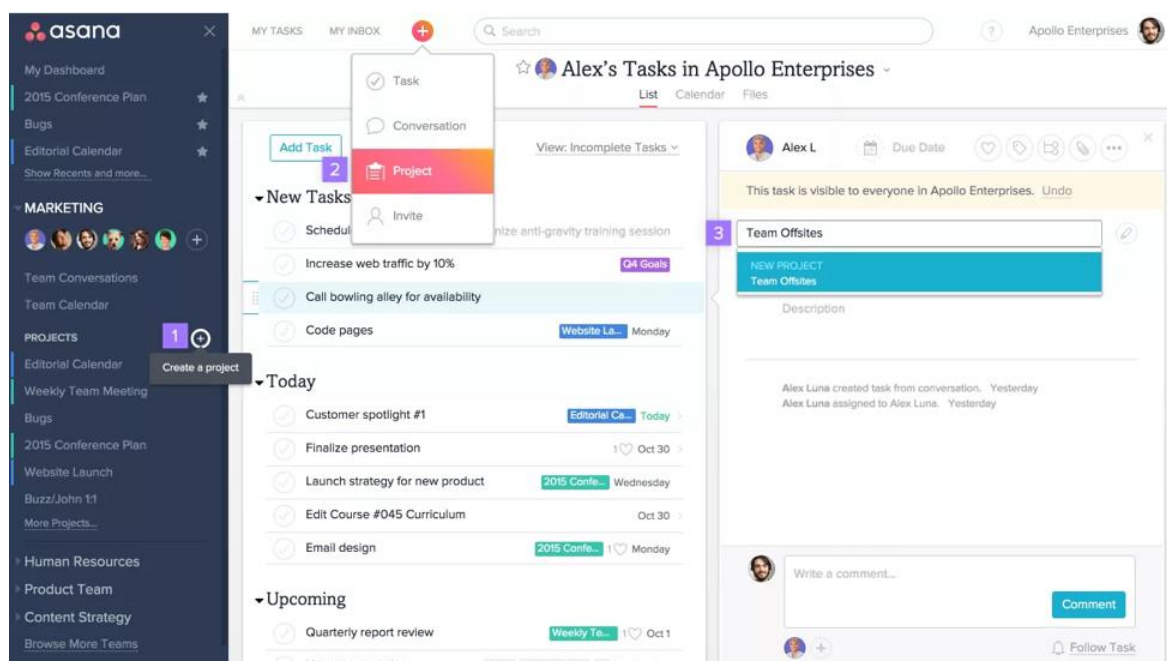 asana
My Dashboard
2015 Conference Plan
Bugs
Editorial Calendar
Show Recents and more...
MARKETING
Team Conversations
Team Calendar
PROJECTS
1
Create a project
Editorial Calendar
Weekly Team Meeting
Bugs
2015 Conference Plan
Website Launch
Buzz/John 1:1
More Projects...
Human Resources
Product Team
Content Strategy
Browse More Teams
MY TASKS MY INBOX
Search
?
Apollo Enterprises
Task
Conversation
2
Project
Invite
Alex's Tasks in Apollo Enterprises
List Calendar Files
Add Task
View: Incomplete Tasks
New Tasks
Schedul nize anti-gravity training session
Increase web traffic by 10% Q4 Goals
Call bowling alley for availability
Code pages Website La... Monday
Today
Customer spotlight #1 Editorial Ca... Today
Finalize presentation 1 Oct 30
Launch strategy for new product 2015 Confe... Wednesday
Edit Course #045 Curriculum Oct 30
Email design 2015 Confe... 1 Monday
Upcoming
Quarterly report review Weekly Te... 1 Oct 1
Alex L Due Date
This task is visible to everyone in Apollo Enterprises. Undo
3
Team Offsites
NEW PROJECT
Team Offsites
Description
Alex Luna created task from conversation. Yesterday
Alex Luna assigned to Alex Luna. Yesterday
Write a comment...
Comment
Follow Task